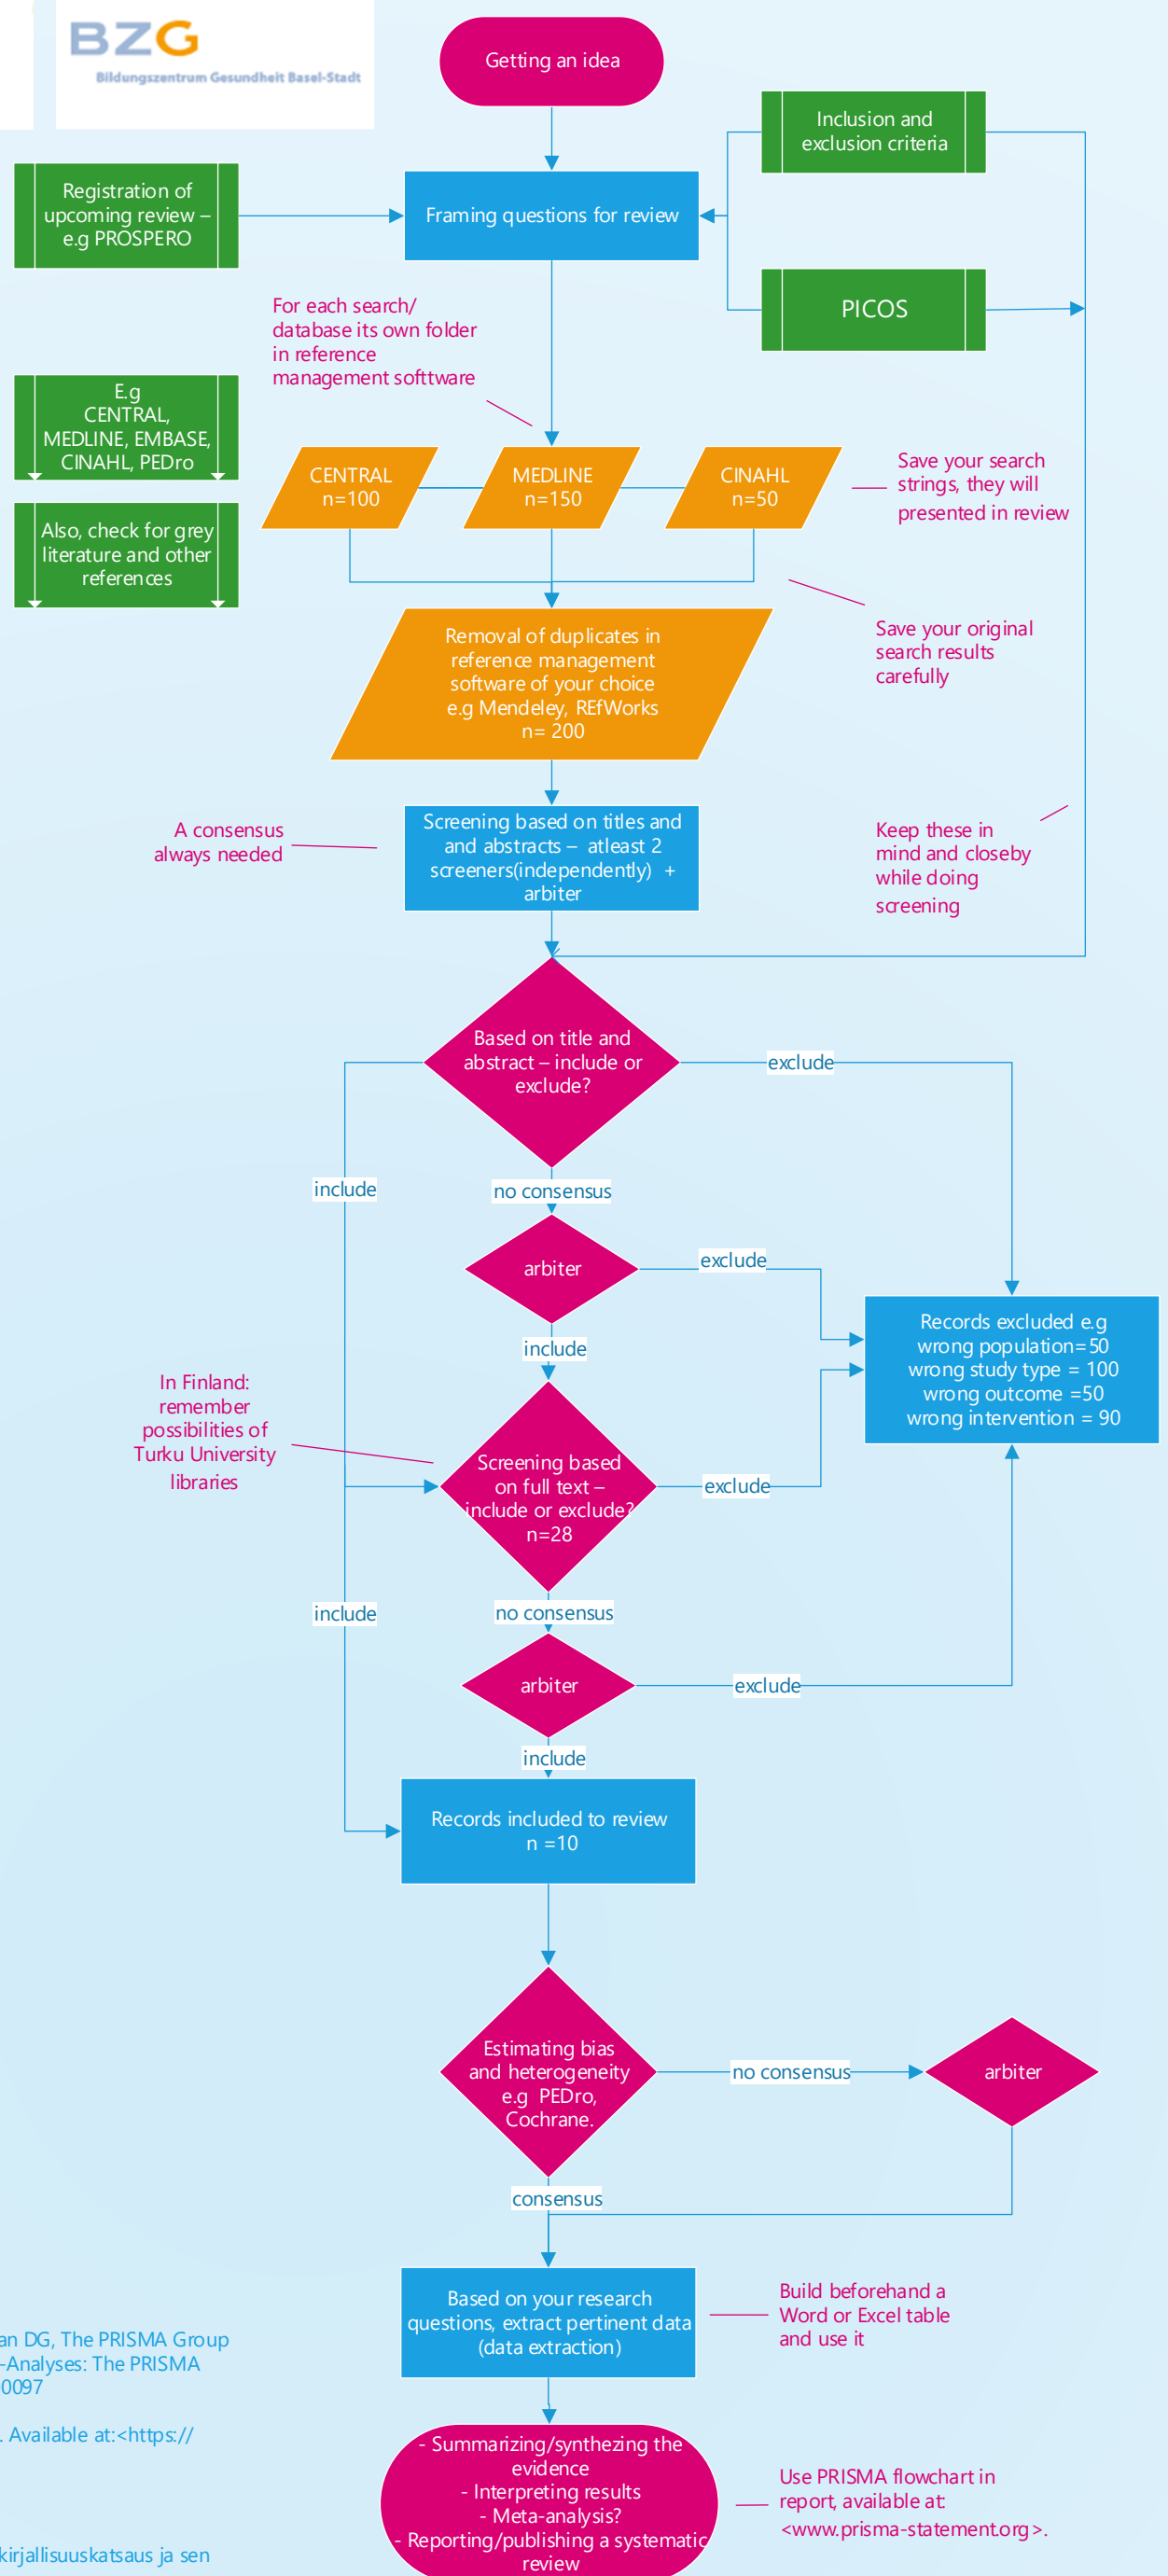 BZG
Bildungszentrum Gesundheit Basel-Stadt
Getting an idea
Inclusion and
exclusion criteria
Registration of
upcoming review –
e.g PROSPERO
Framing questions for review
PICOS
For each search/
database its own folder
in reference
management softtware
E.g
CENTRAL,
MEDLINE, EMBASE,
CINAHL, PEDro
CENTRAL
n=100
MEDLINE
n=150
CINAHL
n=50
Save your search
strings, they will
presented in review
Also, check for grey
literature and other
references
Removal of duplicates in
reference management
software of your choice
e.g Mendeley, REfWorks
n= 200
Save your original
search results
carefully
A consensus
always needed
Screening based on titles and
and abstracts – atleast 2
screeners(independently) +
arbiter
Keep these in
mind and closeby
while doing
screening
Based on title and
abstract – include or
exclude?
exclude
include
no consensus
arbiter
exclude
include
Records excluded e.g
wrong population=50
wrong study type = 100
wrong outcome =50
wrong intervention = 90
In Finland:
remember
possibilities of
Turku University
libraries
Screening based
on full text –
include or exclude?
n=28
exclude
include
no consensus
arbiter
exclude
include
Records included to review
n =10
Estimating bias
and heterogeneity
e.g PEDro,
Cochrane.
no consensus
arbiter
consensus
Based on your research
questions, extract pertinent data
(data extraction)
Build beforehand a
Word or Excel table
and use it
an DG, The PRISMA Group
-Analyses: The PRISMA
0097
. Available at:<https://
- Summarizing/synthezing the
evidence
- Interpreting results
- Meta-analysis?
- Reporting/publishing a systematic
review
Use PRISMA flowchart in
report, available at:
<www.prisma-statement.org>.
kirjallisuuskatsaus ja sen